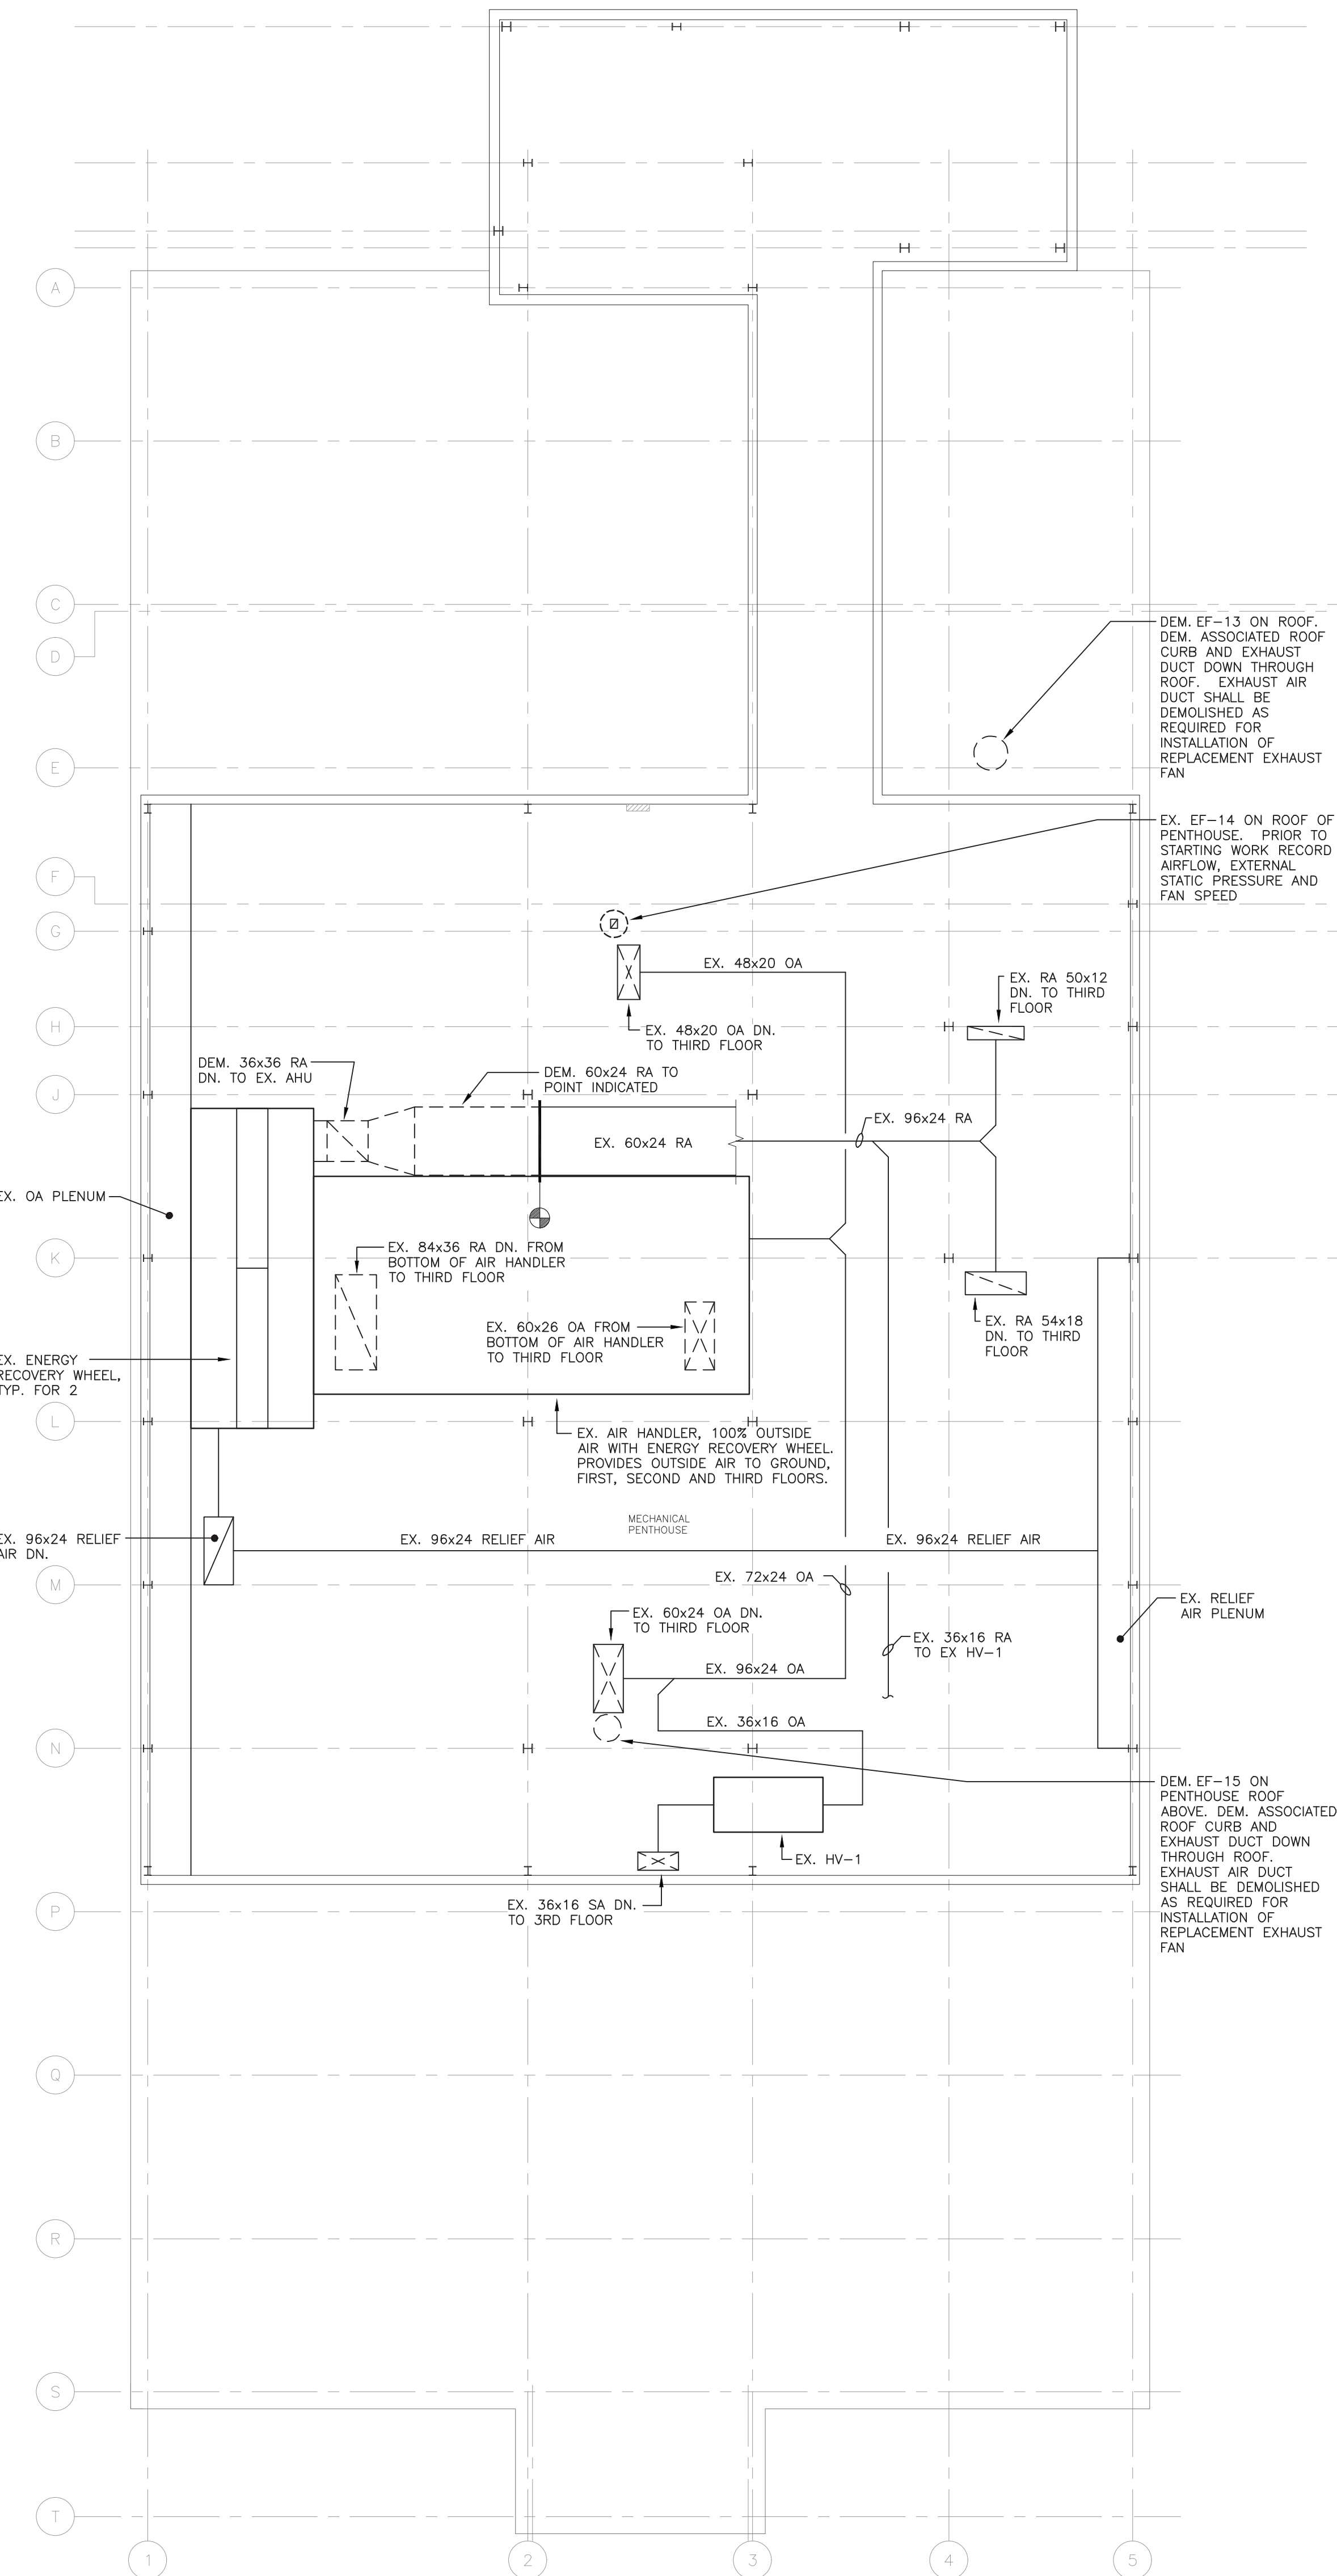 A
B
C
D
E
F
G
H
J
K
L
M
N
P
Q
R
S
T
1
2
3
4
5
DEM. EF-13 ON ROOF.
DEM. ASSOCIATED ROOF
CURB AND EXHAUST
DUCT DOWN THROUGH
ROOF. EXHAUST AIR
DUCT SHALL BE
DEMOLISHED AS
REQUIRED FOR
INSTALLATION OF
REPLACEMENT EXHAUST
FAN
EX. EF-14 ON ROOF OF
PENTHOUSE. PRIOR TO
STARTING WORK RECORD
AIRFLOW, EXTERNAL
STATIC PRESSURE AND
FAN SPEED
EX. 48x20 OA
EX. RA 50x12
DN. TO THIRD
FLOOR
EX. 48x20 OA DN.
TO THIRD FLOOR
DEM. 36x36 RA
DN. TO EX. AHU
DEM. 60x24 RA TO
POINT INDICATED
EX. 96x24 RA
EX. 60x24 RA
EX. OA PLENUM
EX. 84x36 RA DN. FROM
BOTTOM OF AIR HANDLER
TO THIRD FLOOR
EX. 60x26 OA FROM
BOTTOM OF AIR HANDLER
TO THIRD FLOOR
EX. RA 54x18
DN. TO THIRD
FLOOR
EX. ENERGY
RECOVERY WHEEL,
TYP. FOR 2
EX. AIR HANDLER, 100% OUTSIDE
AIR WITH ENERGY RECOVERY WHEEL.
PROVIDES OUTSIDE AIR TO GROUND,
FIRST, SECOND AND THIRD FLOORS.
MECHANICAL
PENTHOUSE
EX. 96x24 RELIEF
AIR DN.
EX. 96x24 RELIEF AIR
EX. 96x24 RELIEF AIR
EX. 72x24 OA
EX. RELIEF
AIR PLENUM
EX. 60x24 OA DN.
TO THIRD FLOOR
EX. 36x16 RA
TO EX HV-1
EX. 96x24 OA
EX. 36x16 OA
DEM. EF-15 ON
PENTHOUSE ROOF
ABOVE. DEM. ASSOCIATED
ROOF CURB AND
EXHAUST DUCT DOWN
THROUGH ROOF.
EXHAUST AIR DUCT
SHALL BE DEMOLISHED
AS REQUIRED FOR
INSTALLATION OF
REPLACEMENT EXHAUST
FAN
EX. HV-1
EX. 36x16 SA DN.
TO 3RD FLOOR